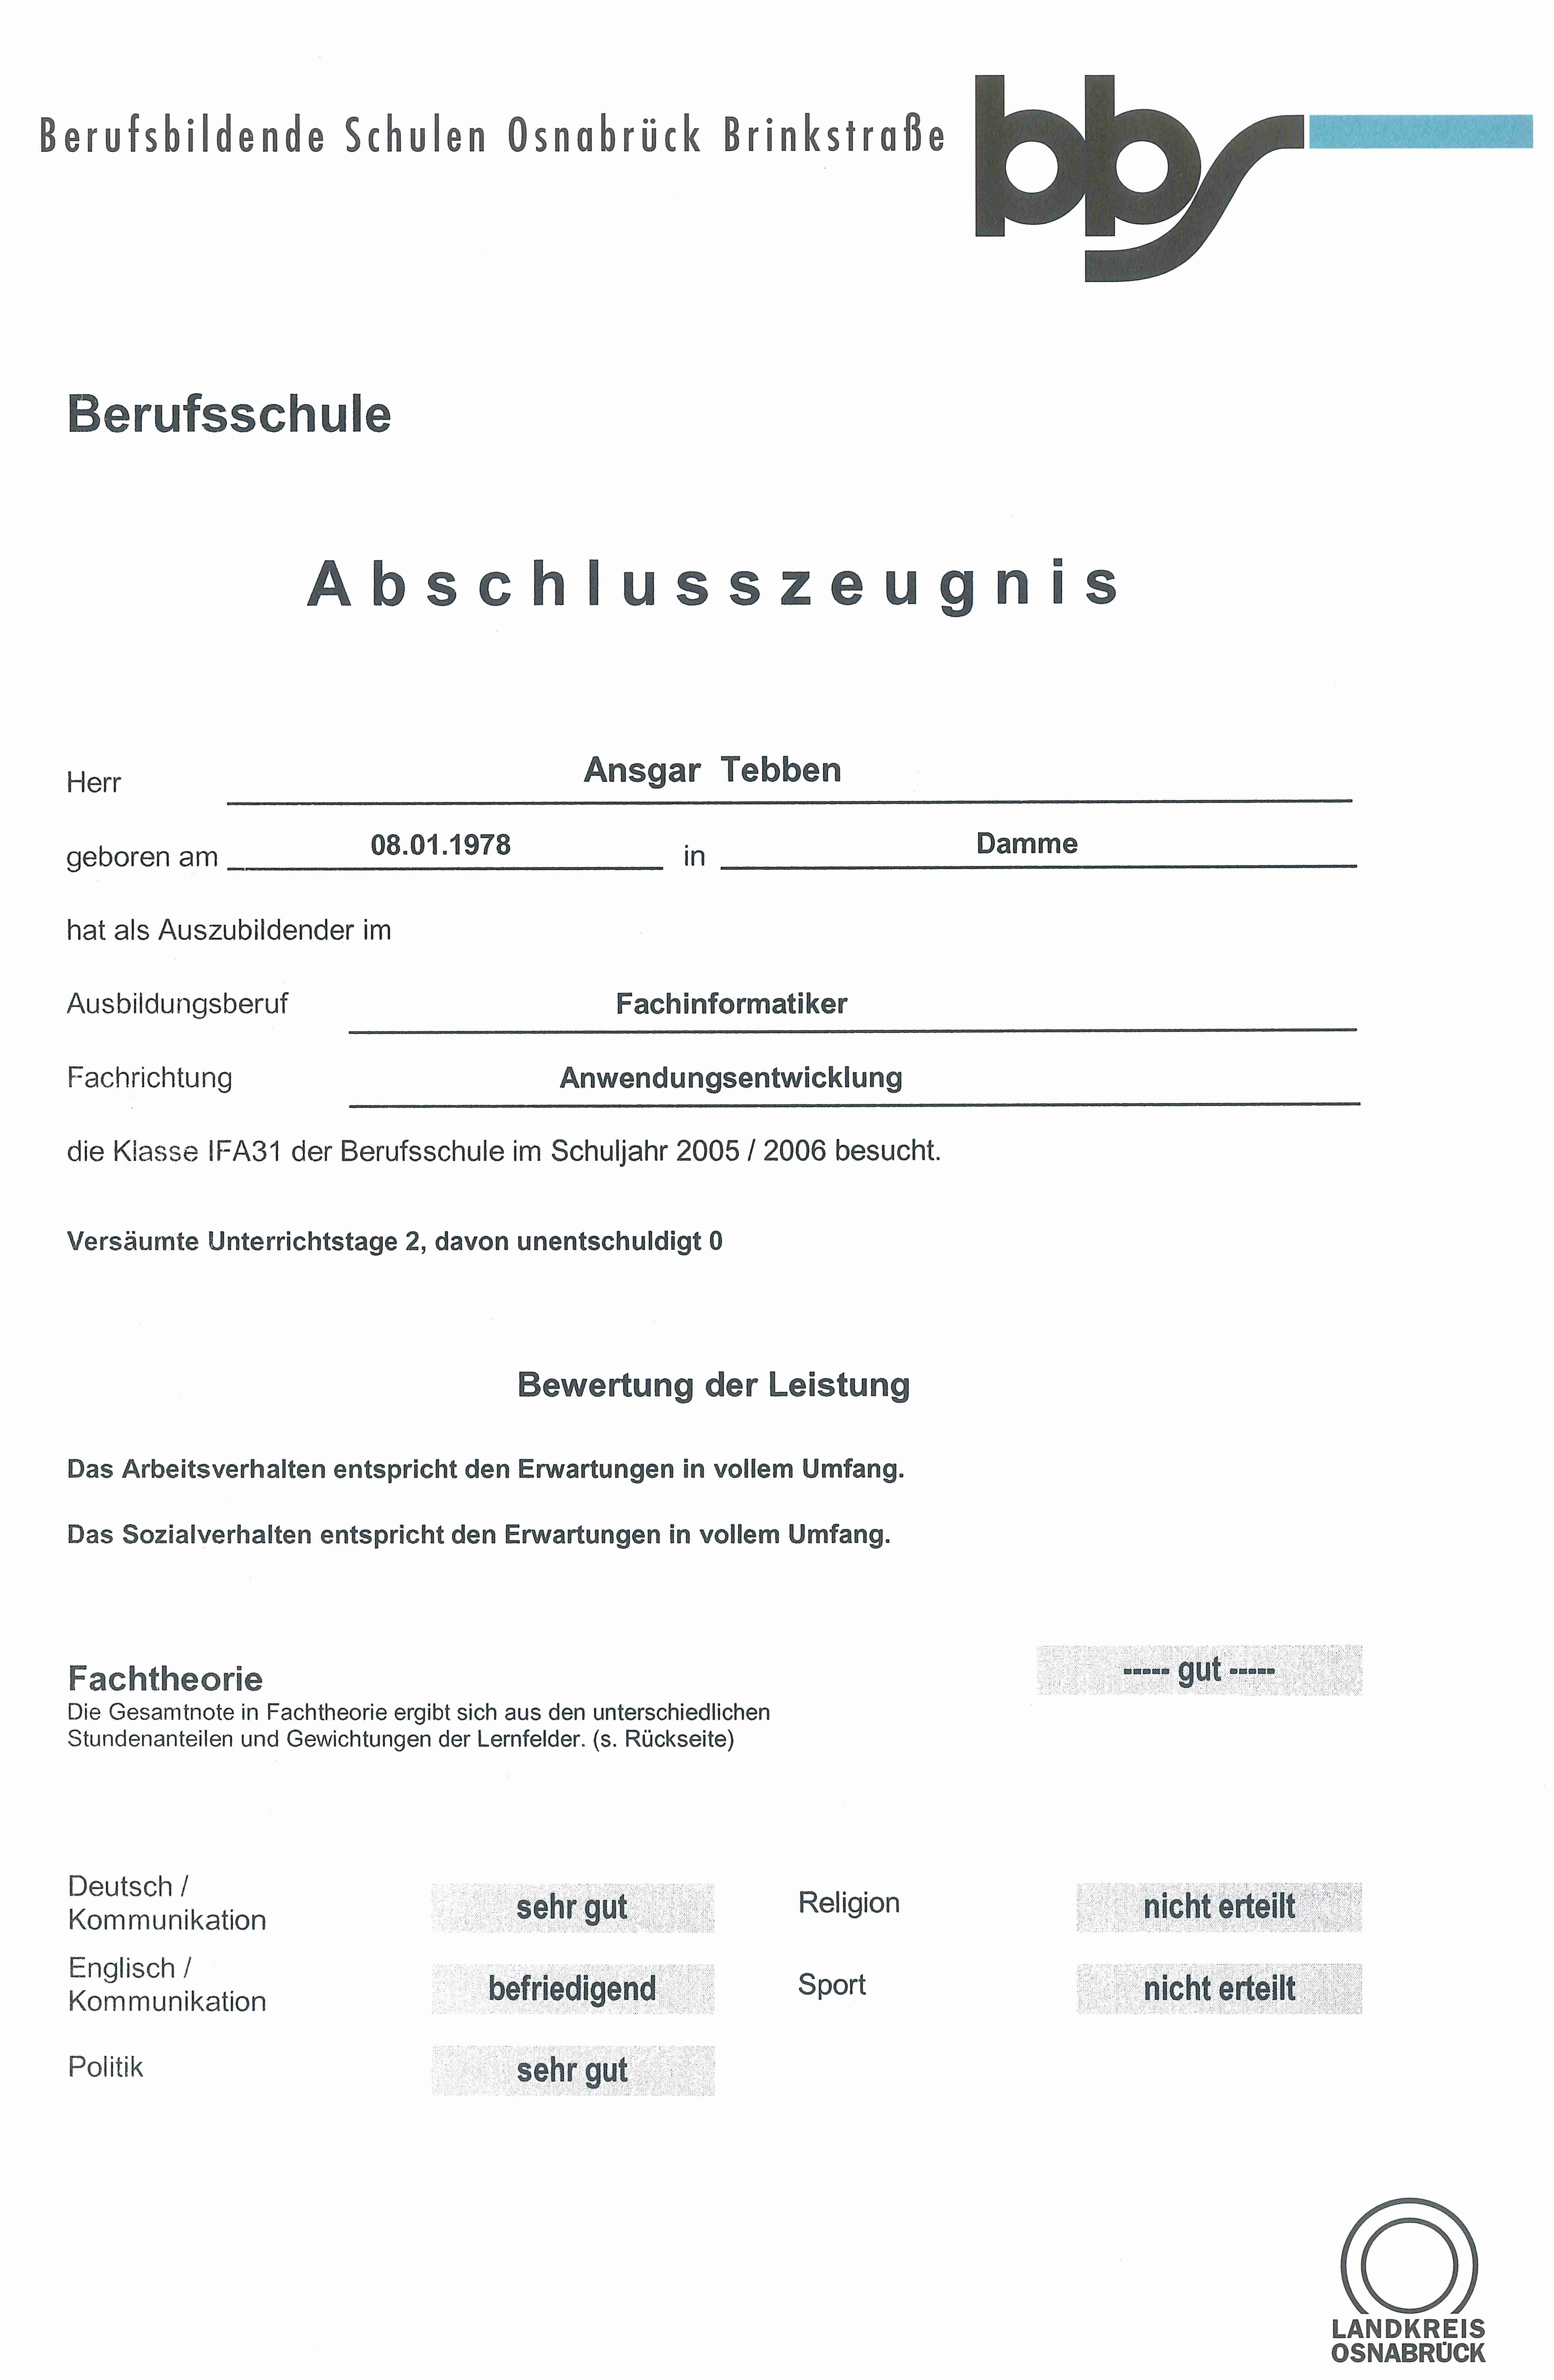 Berufsbildende Schulen Osnabrück Brinkstraße bbs
Berufsschule
Abschlusszeugnis
Herr Ansgar Tebben
geboren am 08.01.1978 in Damme
hat als Auszubildender im
Ausbildungsberuf Fachinformatiker
Fachrichtung Anwendungsentwicklung
die Klasse IFA31 der Berufsschule im Schuljahr 2005 / 2006 besucht.
Versäumte Unterrichtstage 2, davon unentschuldigt 0
Bewertung der Leistung
Das Arbeitsverhalten entspricht den Erwartungen in vollem Umfang.
Das Sozialverhalten entspricht den Erwartungen in vollem Umfang.
Fachtheorie ----- gut -----
Die Gesamtnote in Fachtheorie ergibt sich aus den unterschiedlichen
Stundenanteilen und Gewichtungen der Lernfelder. (s. Rückseite)
Deutsch /
Kommunikation sehr gut Religion nicht erteilt
Englisch /
Kommunikation befriedigend Sport nicht erteilt
Politik sehr gut
LANDKREIS
OSNABRÜCK